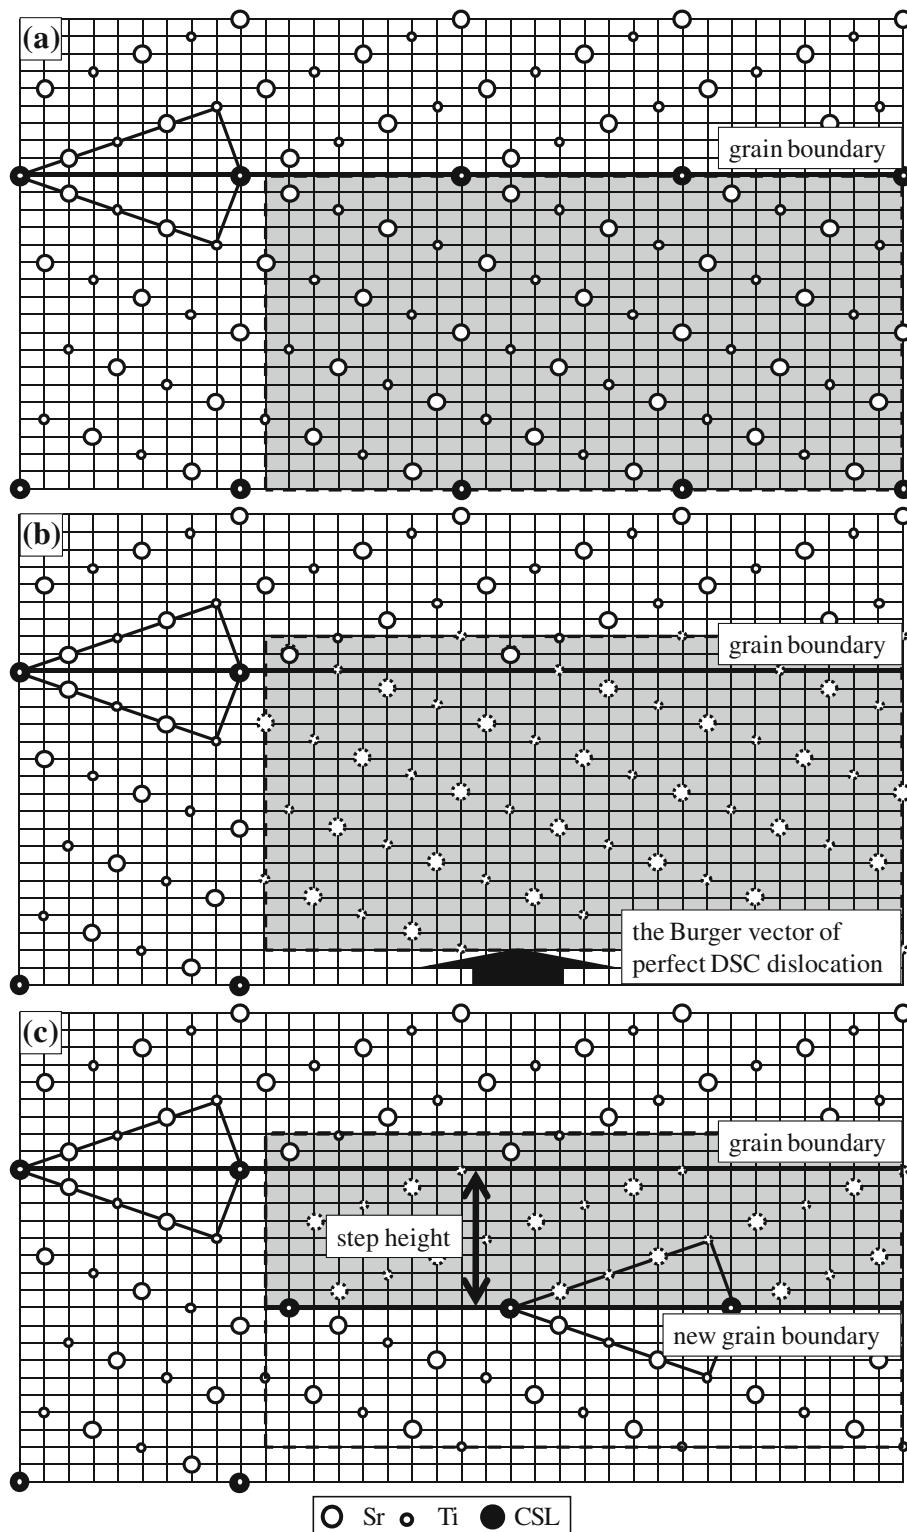 (a)
grain boundary
(b)
grain boundary
the Burger vector of
perfect DSC dislocation
(c)
grain boundary
step height
new grain boundary
Sr Ti CSL